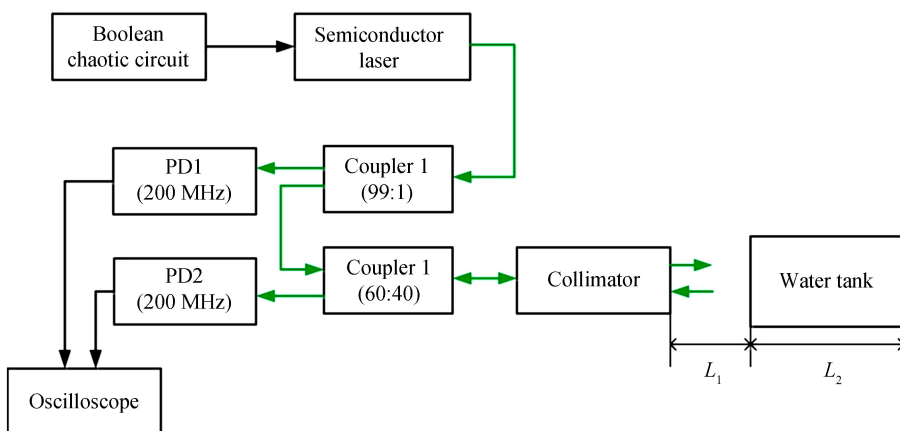 Boolean
chaotic circuit
Semiconductor
laser
PD1
(200 MHz)
Coupler 1
(99:1)
PD2
(200 MHz)
Coupler 1
(60:40)
Collimator
Water tank
L1
L2
Oscilloscope